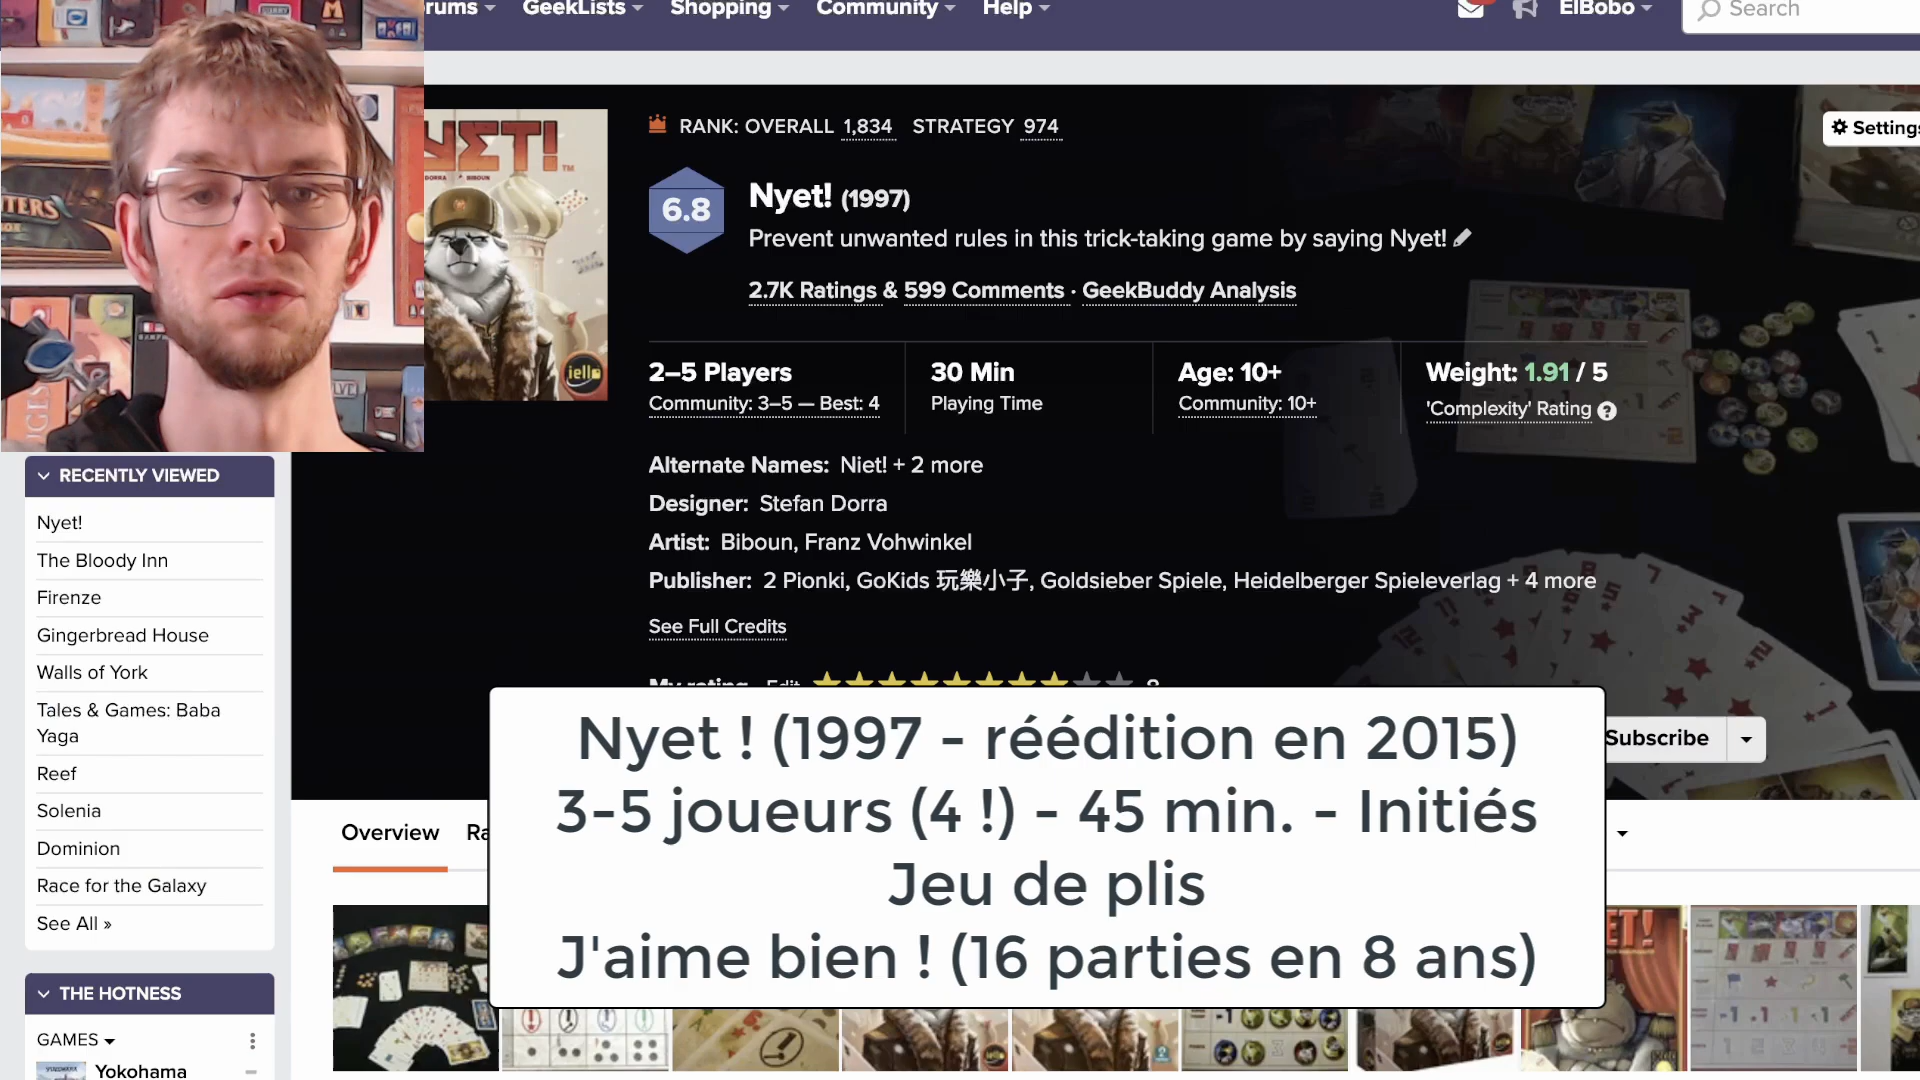 GeekLists
Shopping
Community
Help
ElBobo
Search
RANK: OVERALL 1,834 STRATEGY 974
Settings
6.8
Nyet! (1997)
Prevent unwanted rules in this trick-taking game by saying Nyet!
2.7K Ratings & 599 Comments · GeekBuddy Analysis
2–5 Players
Community: 3–5 — Best: 4
30 Min
Playing Time
Age: 10+
Community: 10+
Weight: 1.91 / 5
'Complexity' Rating
Alternate Names: Niet! + 2 more
Designer: Stefan Dorra
Artist: Biboun, Franz Vohwinkel
Publisher: 2 Pionki, GoKids 玩樂小子, Goldsieber Spiele, Heidelberger Spieleverlag + 4 more
See Full Credits
My rating Edit
Subscribe
iello
RECENTLY VIEWED
Nyet!
The Bloody Inn
Firenze
Gingerbread House
Walls of York
Tales & Games: Baba
Yaga
Reef
Solenia
Dominion
Race for the Galaxy
See All »
THE HOTNESS
GAMES
Yokohama
Overview
Nyet ! (1997 - réédition en 2015)
3-5 joueurs (4 !) - 45 min. - Initiés
Jeu de plis
J'aime bien ! (16 parties en 8 ans)